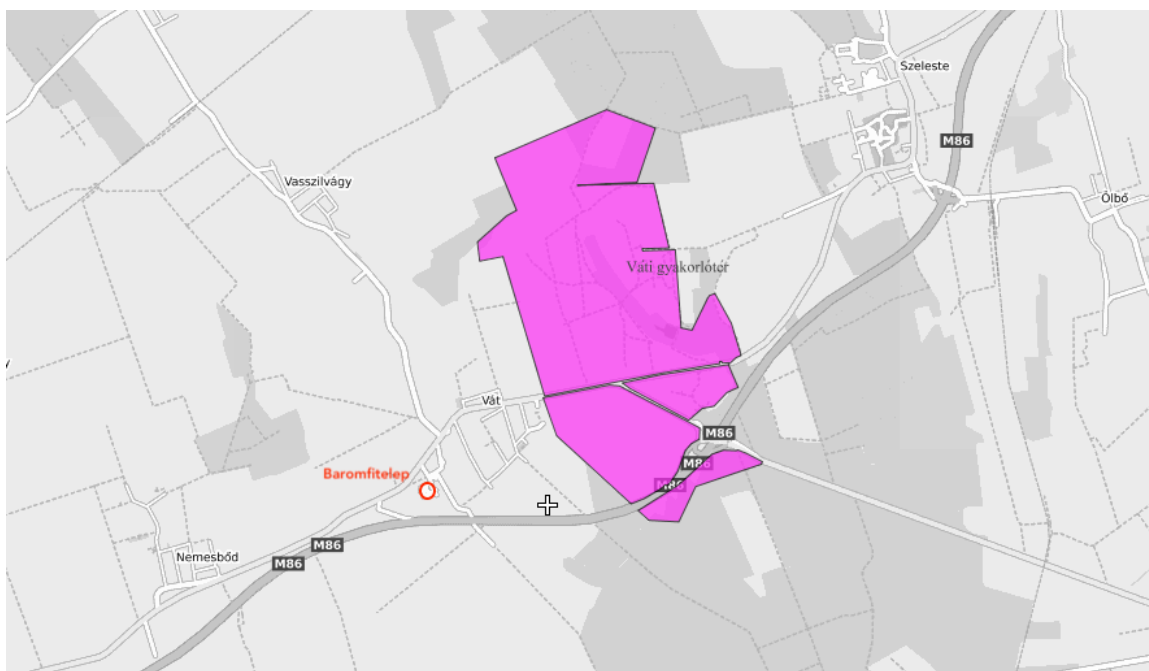 Szeleste
M86
Vasszilvágy
Ölbő
Váti gyakorlótér
Vát
M86
M86
Baromfitelep
M86
M86
Nemesbőd
M86